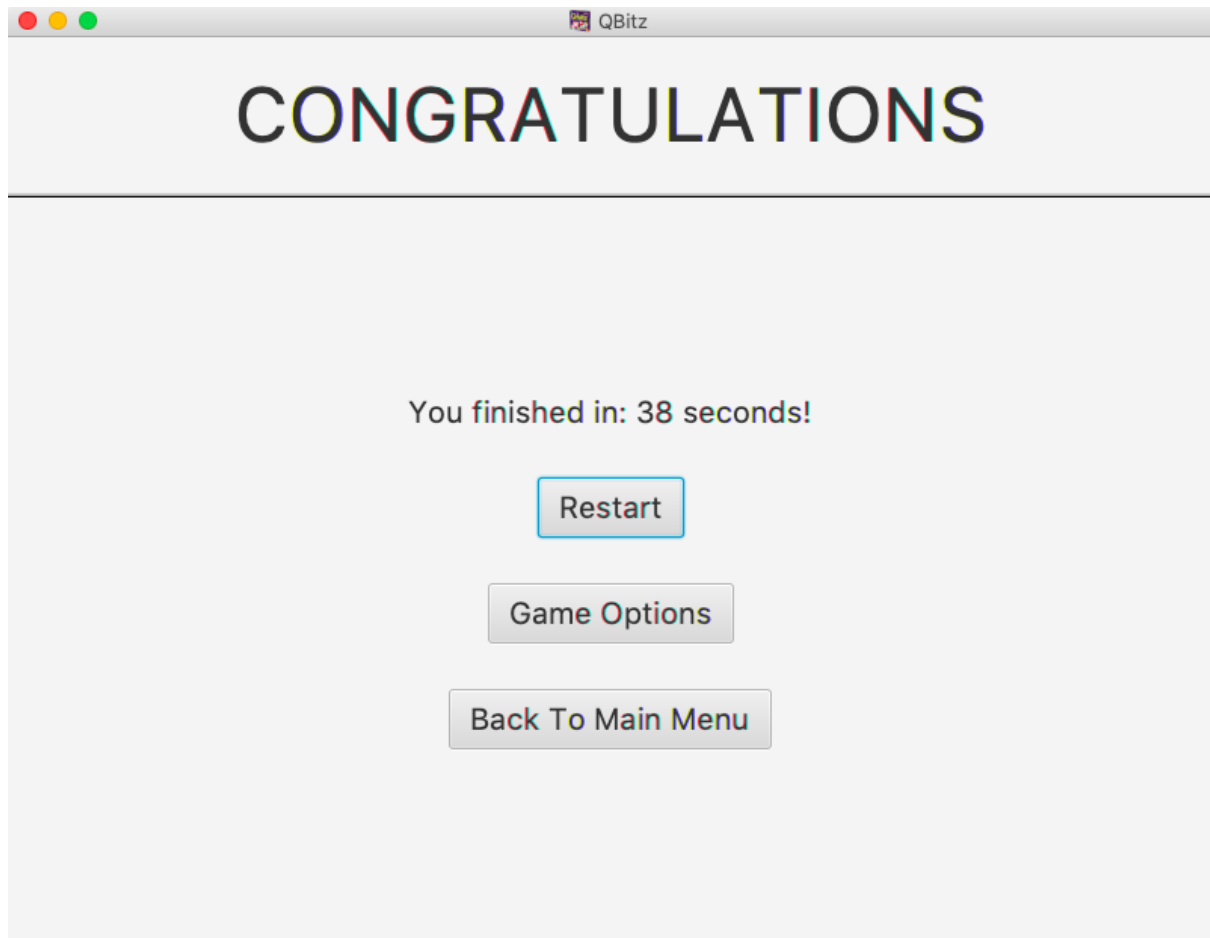 QBitz
CONGRATULATIONS
You finished in: 38 seconds!
Restart
Game Options
Back To Main Menu